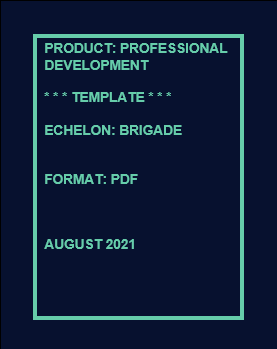 PRODUCT: PROFESSIONAL
DEVELOPMENT
* * * TEMPLATE * * *
ECHELON: BRIGADE
FORMAT: PDF
AUGUST 2021